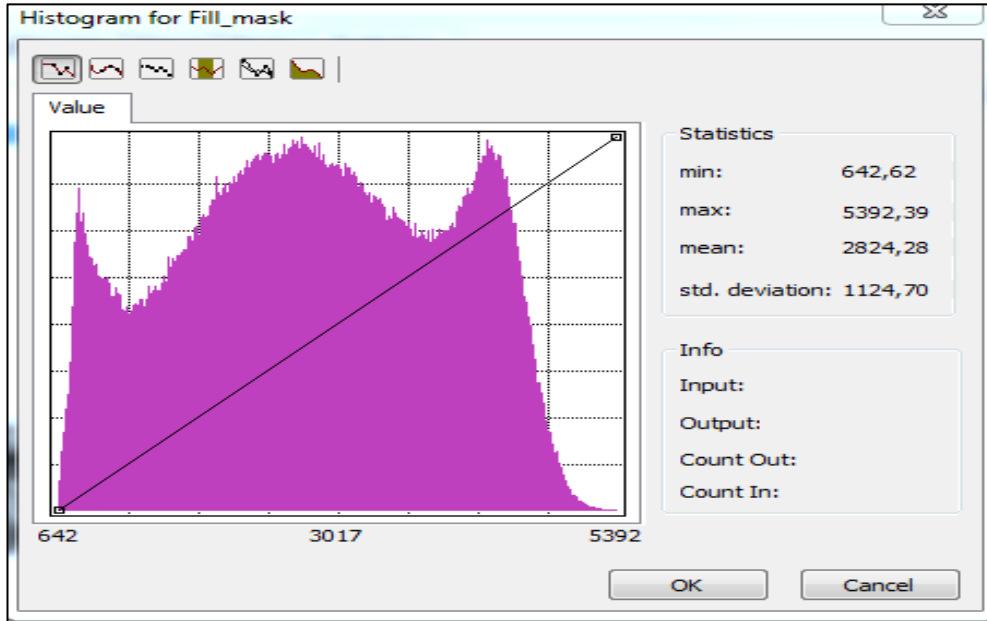 Histogram for Fill_mask
Value
Statistics
min: 642,62
max: 5392,39
mean: 2824,28
std. deviation: 1124,70
Info
Input:
Output:
Count Out:
Count In:
642 3017 5392
OK Cancel